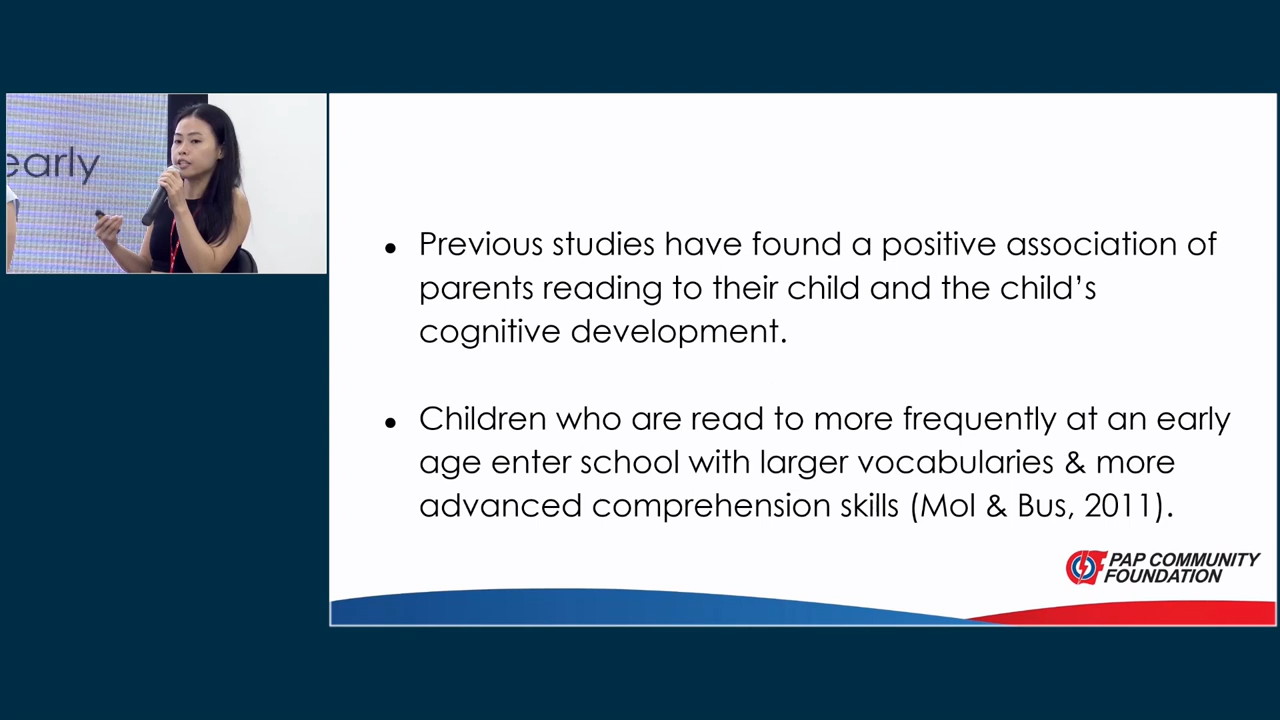 early
● Previous studies have found a positive association of
parents reading to their child and the child’s
cognitive development.
● Children who are read to more frequently at an early
age enter school with larger vocabularies & more
advanced comprehension skills (Mol & Bus, 2011).
PAP COMMUNITY
FOUNDATION